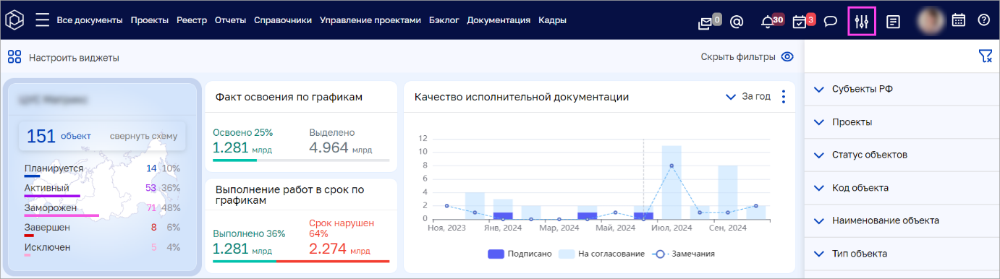 Все документы Проекты Реестр Отчеты Справочники Управление проектами Бэклог Документация Кадры 0 30 3
Настроить виджеты
Скрыть фильтры
151 объект свернуть схему
Планируется 14 10%
Активный 53 36%
Заморожен 71 48%
Завершен 8 6%
Исключен 5 4%
Факт освоения по графикам
Освоено 25% Выделено
1.281 млрд 4.964 млрд
Выполнение работ в срок по
графикам
Срок нарушен
Выполнено 36% 64%
1.281 млрд 2.274 млрд
Качество исполнительной документации За год
12
10
8
6
4
2
0
Ноя, 2023 Янв, 2024 Мар, 2024 Май, 2024 Июл, 2024 Сен, 2024
Подписано На согласование Замечания
Субъекты РФ
Проекты
Статус объектов
Код объекта
Наименование объекта
Тип объекта